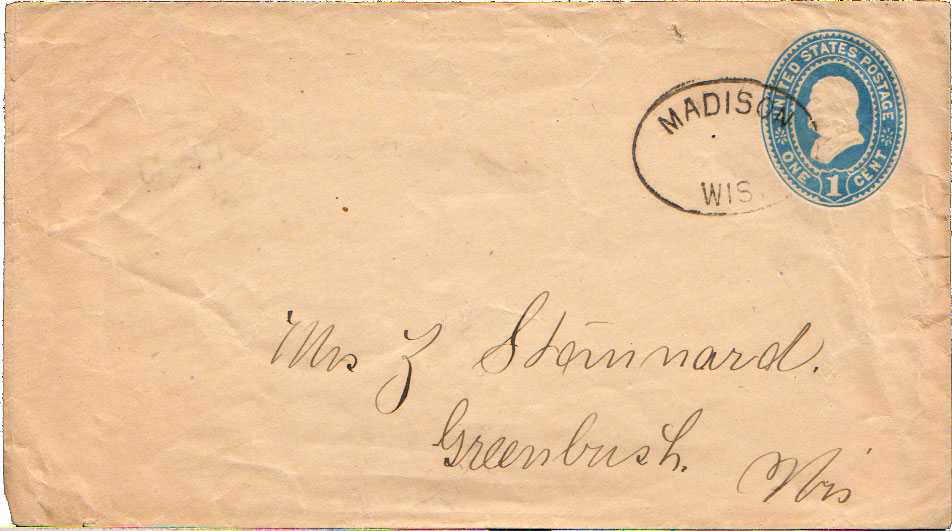 UNITED STATES POSTAGE
ONE 1 CENT
MADISON
WIS.
Mrs Z Stannard.
Greenbush. Wis